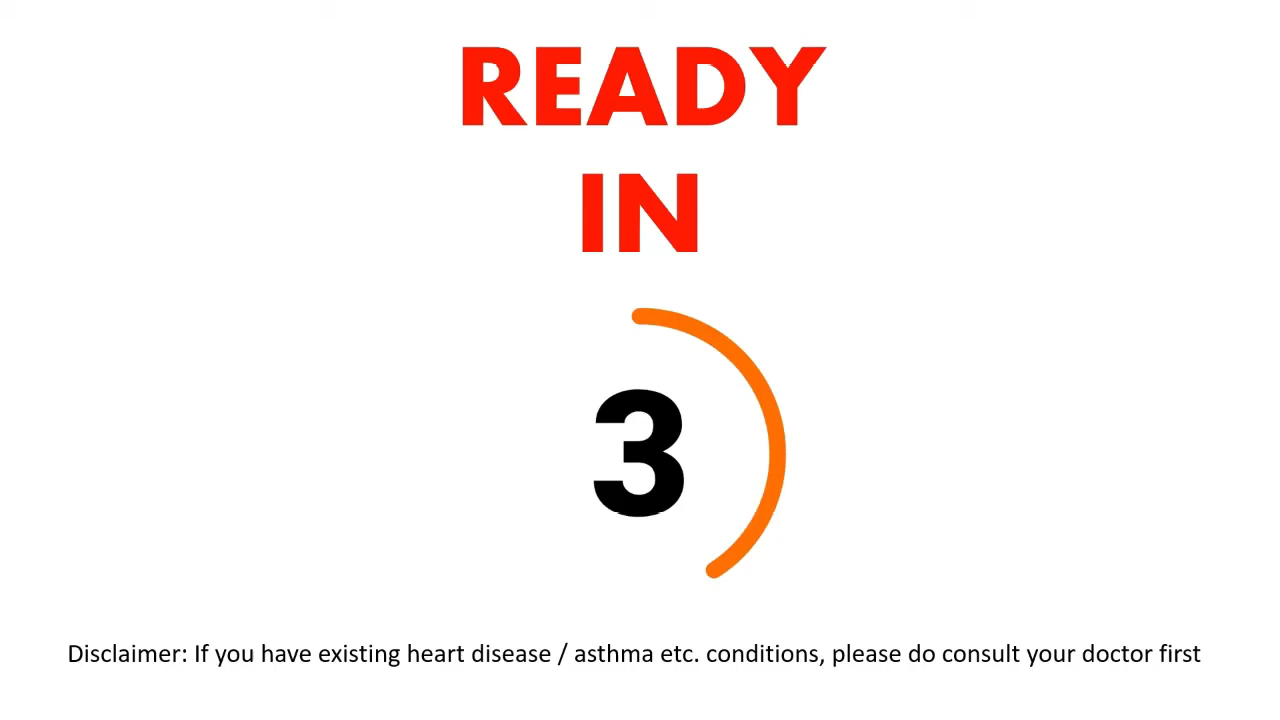 READY
IN
3
Disclaimer: If you have existing heart disease / asthma etc. conditions, please do consult your doctor first